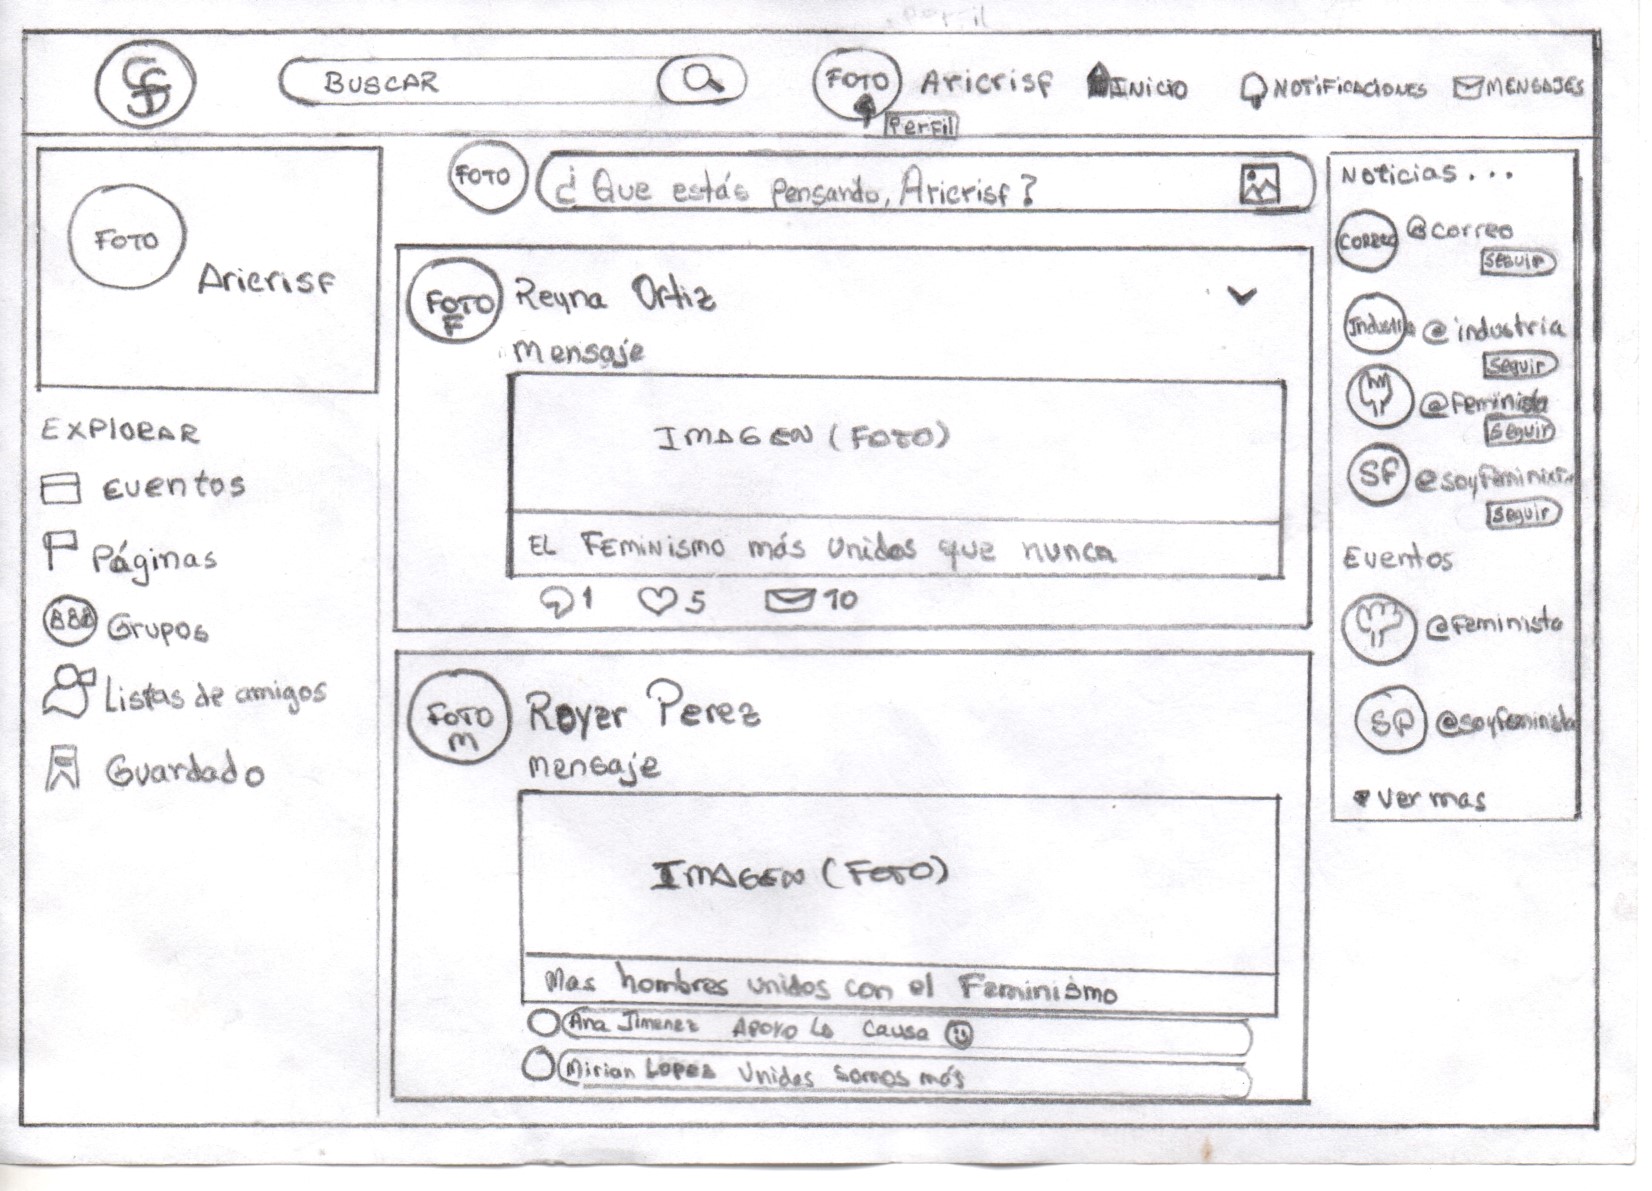 Perfil
BUSCAR
FOTO Aricrisf INICIO NOTIFICACIONES MENSAJES
Perfil
FOTO
Aricrisf
EXPLORAR
Eventos
Páginas
Grupos
Listas de amigos
Guardado
FOTO ¿Que estás pensando, Aricrisf?
FOTO F Reyna Ortiz
Mensaje
IMAGEN (FOTO)
EL FEMINISMO más unidos que nunca
1 5 10
FOTO M Royer Perez
Mensaje
IMAGEN (FOTO)
Mas hombres unidos con el Feminismo
Ana Jimenez APOYO La causa
Mirian Lopez Unidas somos más
Noticias...
CORREO @correo
Seguir
Industria @industria
Seguir
@Feminista
Seguir
SF @soyfeminista
Seguir
Eventos
@Feminista
SP @soyfeminista
Ver mas